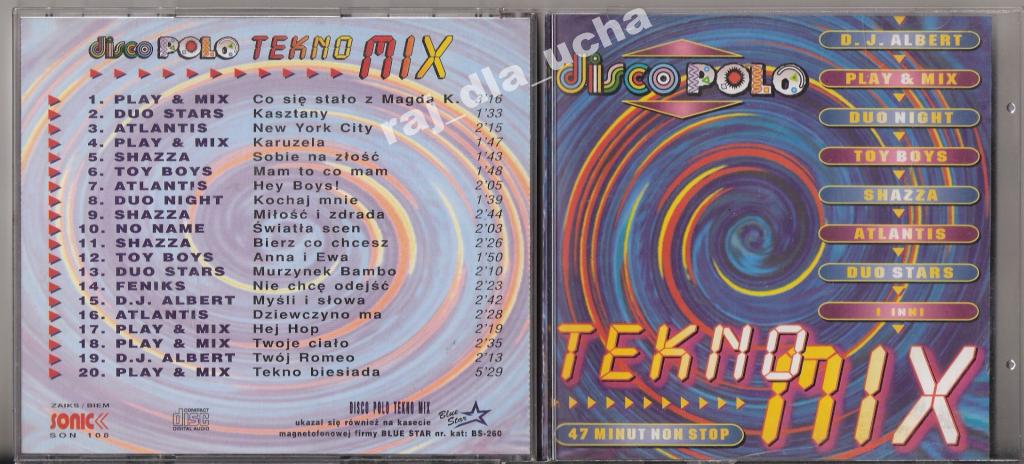 disco POLO TEKNO MIX
1. PLAY & MIX Co się stało z Magdą K. 3'16
2. DUO STARS Kasztany 1'33
3. ATLANTIS New York City 2'15
4. PLAY & MIX Karuzela 1'47
5. SHAZZA Sobie na złość 1'43
6. TOY BOYS Mam to co mam 1'48
7. ATLANTIS Hey Boys! 2'05
8. DUO NIGHT Kochaj mnie 1'39
9. SHAZZA Miłość i zdrada 2'44
10. NO NAME Światła scen 2'03
11. SHAZZA Bierz co chcesz 2'26
12. TOY BOYS Anna i Ewa 1'50
13. DUO STARS Murzynek Bambo 2'10
14. FENIKS Nie chcę odejść 2'23
15. D.J. ALBERT Myśli i słowa 2'42
16. ATLANTIS Dziewczyno ma 2'28
17. PLAY & MIX Hej Hop 2'19
18. PLAY & MIX Twoje ciało 2'35
19. D.J. ALBERT Twój Romeo 2'13
20. PLAY & MIX Tekno biesiada 5'29
ZAIKS / BIEM
SONIC
SON 108
COMPACT
disc
DIGITAL AUDIO
DISCO POLO TEKNO MIX
ukazał się również na kasecie
magnetofonowej firmy BLUE STAR nr. kat: BS-260
Blue Star
raj_dla_ucha
disco POLO
D.J. ALBERT
PLAY & MIX
DUO NIGHT
TOY BOYS
SHAZZA
ATLANTIS
DUO STARS
I INNI
TEKNO MIX
47 MINUT NON STOP